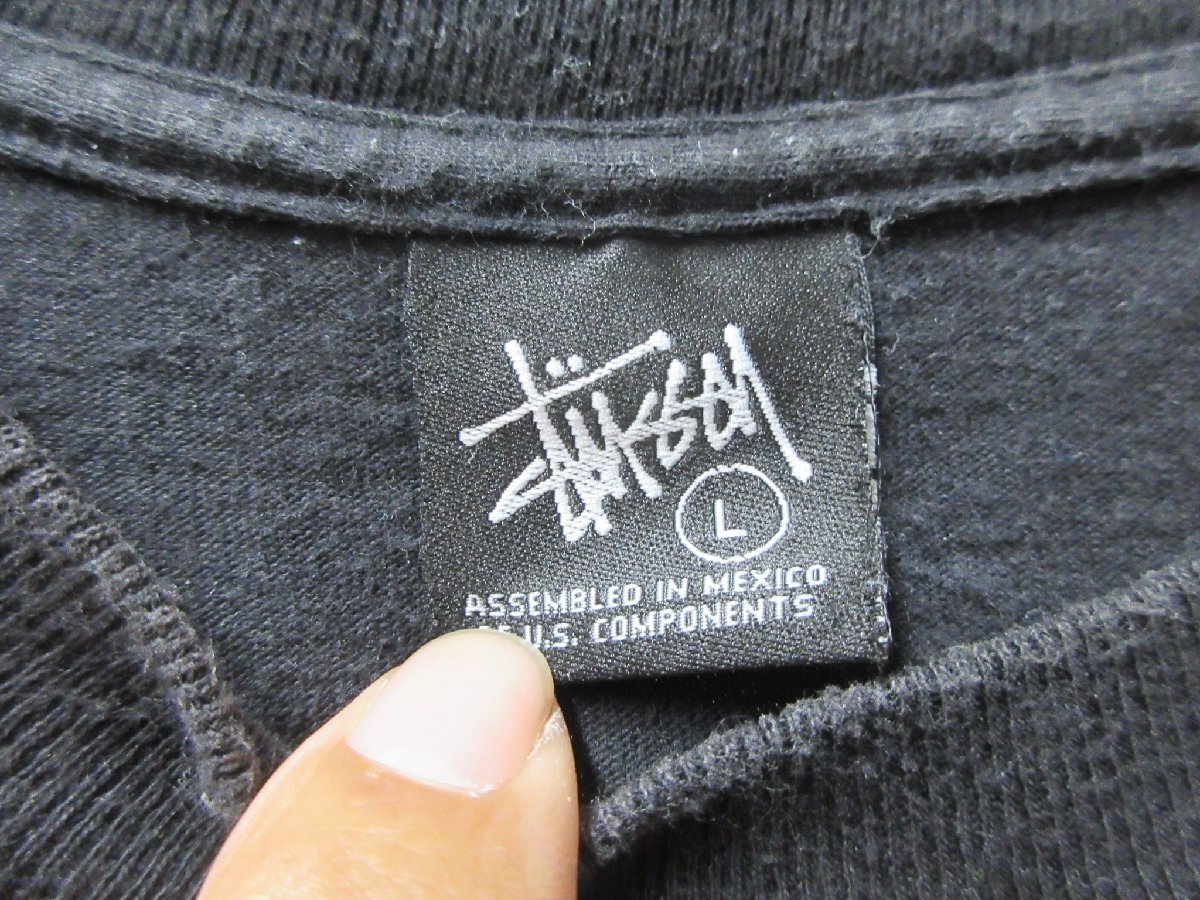 Stüssy
L
ASSEMBLED IN MEXICO
U.S. COMPONENTS